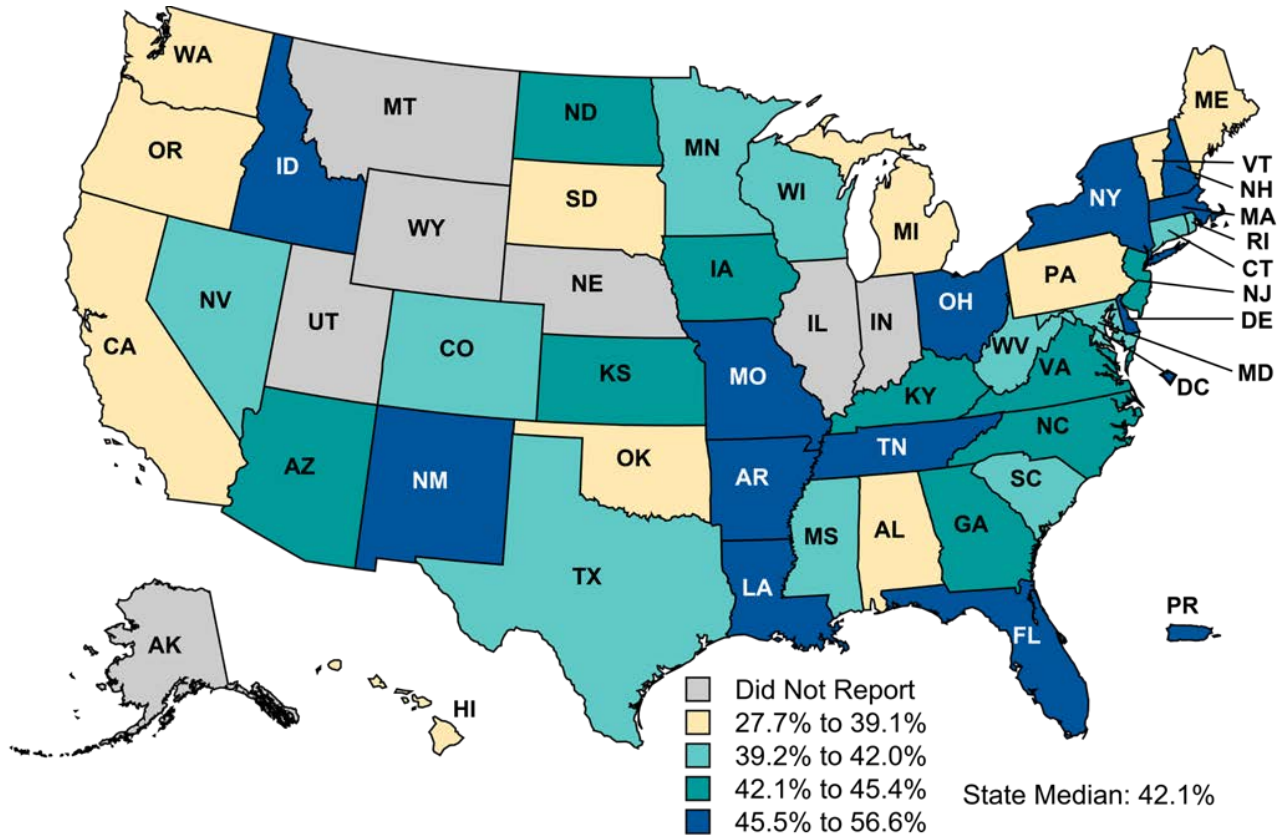 WA
MT
ND
MN
ME
OR
ID
SD
WI
VT
NH
NY
MI
MA
WY
RI
IA
PA
CT
NE
NV
OH
NJ
UT
IL
IN
DE
CA
CO
WV
VA
MD
KS
MO
DC
KY
NC
TN
AZ
OK
NM
AR
SC
MS
AL
GA
TX
LA
PR
FL
AK
HI
Did Not Report
27.7% to 39.1%
39.2% to 42.0%
42.1% to 45.4%
State Median: 42.1%
45.5% to 56.6%